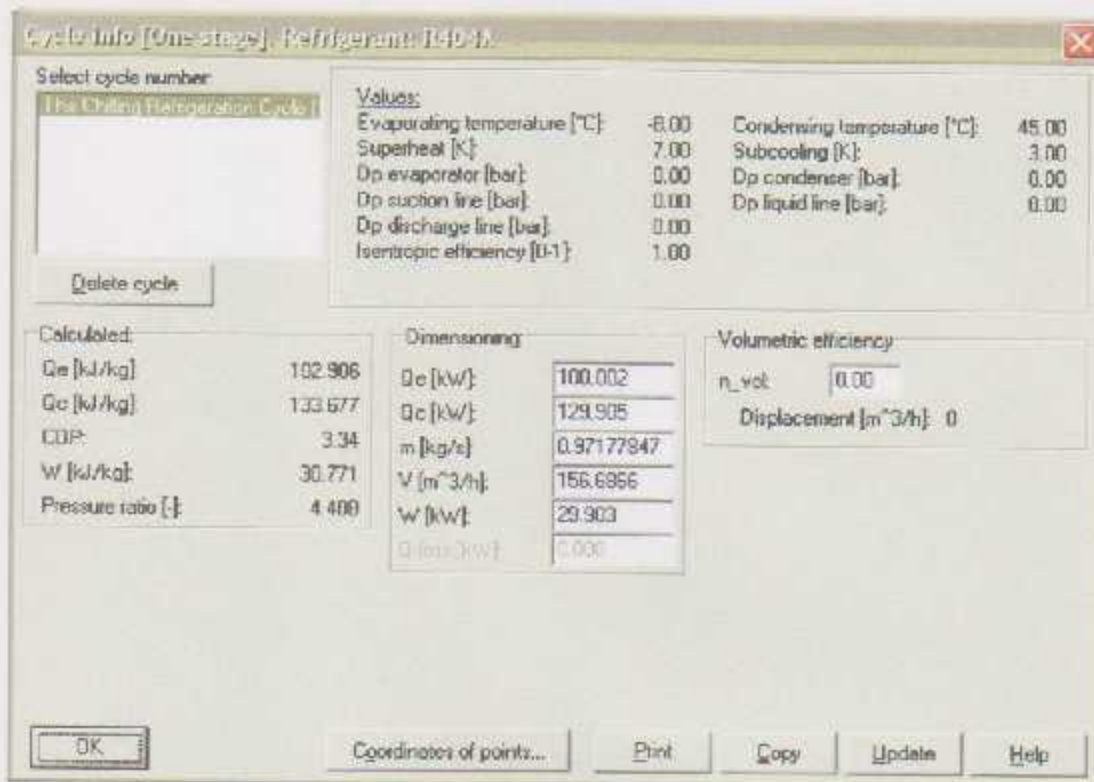 Cycle info [One stage]. Refrigerant: R404A
Select cycle number
The Chilling Refrigeration Cycle [
Delete cycle
Values:
Evaporating temperature [°C]: -8.00 Condensing temperature [°C]: 45.00
Superheat [K]: 7.00 Subcooling [K]: 3.00
Dp evaporator [bar]: 0.00 Dp condenser [bar]: 0.00
Dp suction line [bar]: 0.00 Dp liquid line [bar]: 0.00
Dp discharge line [bar]: 0.00
Isentropic efficiency [0-1]: 1.00
Calculated:
Qe [kJ/kg] 102.906
Qc [kJ/kg] 133.677
COP: 3.34
W [kJ/kg]: 30.771
Pressure ratio [-]: 4.400
Dimensioning:
Qe [kW]: 100.002
Qc [kW]: 129.905
m [kg/s] 0.97177847
V [m^3/h]: 156.6866
W [kW]: 29.903
Q loss [kW]: 0.000
Volumetric efficiency
n_vol: 0.00
Displacement [m^3/h]: 0
OK
Coordinates of points...
Print
Copy
Update
Help